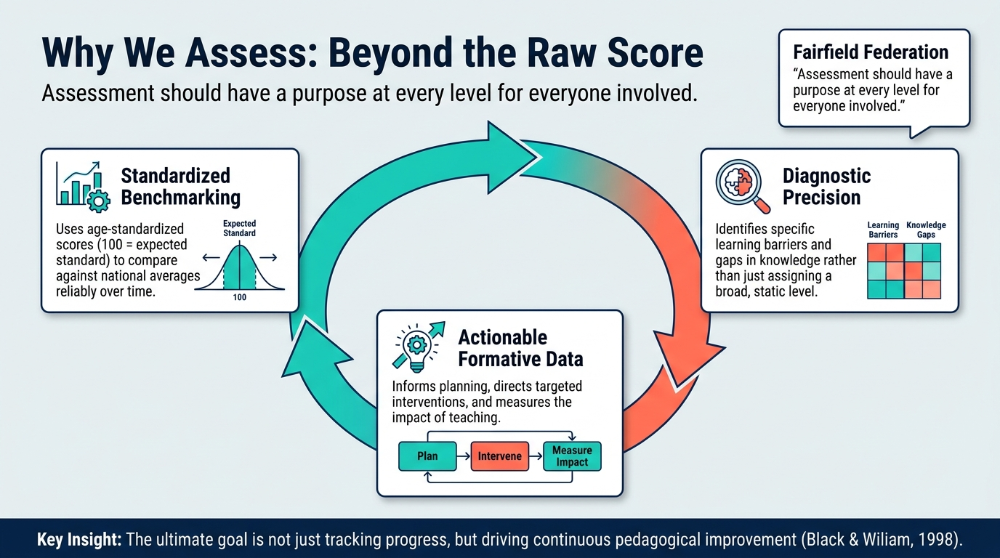 Why We Assess: Beyond the Raw Score
Assessment should have a purpose at every level for everyone involved.
Fairfield Federation
“Assessment should have a
purpose at every level for
everyone involved.”
Standardized
Benchmarking
Uses age-standardized
scores (100 = expected
standard) to compare
against national averages
reliably over time.
Expected
Standard
100
Diagnostic
Precision
Identifies specific
learning barriers and
gaps in knowledge rather
than just assigning a
broad, static level.
Learning
Barriers
Knowledge
Gaps
Actionable
Formative Data
Informs planning, directs targeted
interventions, and measures the
impact of teaching.
Plan
Intervene
Measure
Impact
Key Insight: The ultimate goal is not just tracking progress, but driving continuous pedagogical improvement (Black & Wiliam, 1998).